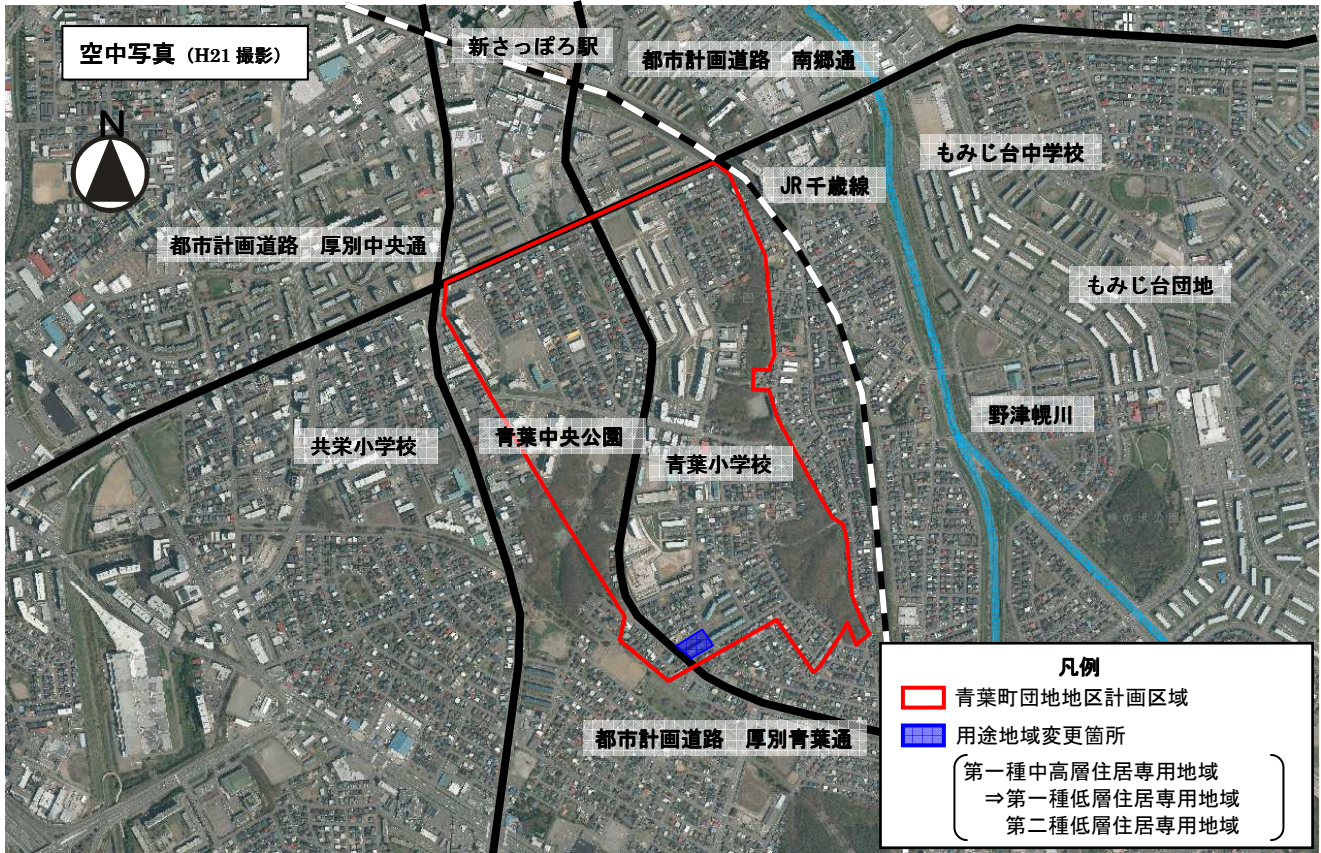 空中写真（H21 撮影）
N
新さっぽろ駅
都市計画道路 南郷通
もみじ台中学校
JR千歳線
都市計画道路 厚別中央通
もみじ台団地
共栄小学校
青葉中央公園
青葉小学校
野津幌川
都市計画道路 厚別青葉通
凡例
青葉町団地地区計画区域
用途地域変更箇所
第一種中高層住居専用地域
⇒第一種低層住居専用地域
第二種低層住居専用地域